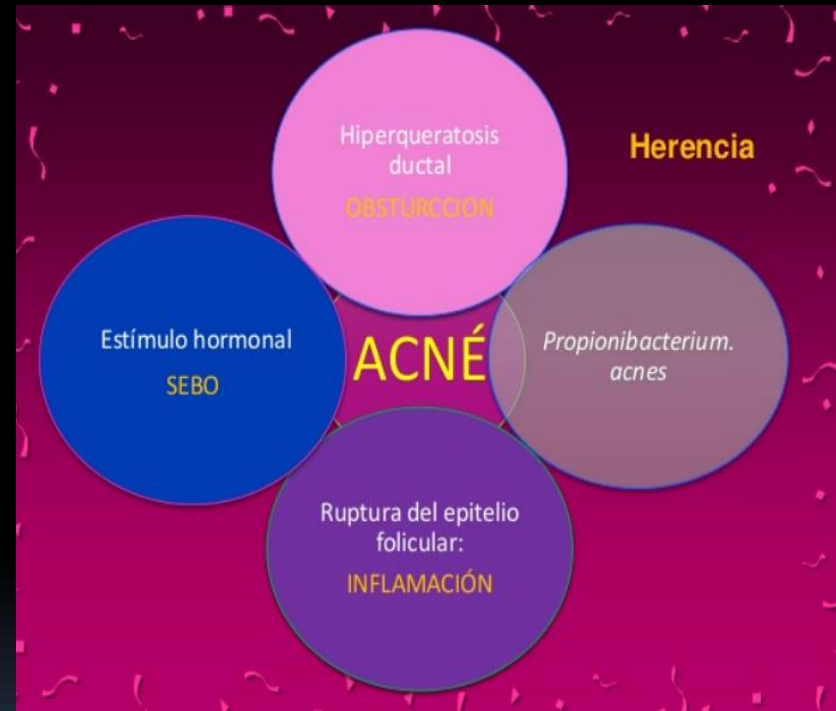 Hiperqueratosis
ductal
OBSTURCCION
Herencia
Estímulo hormonal
SEBO
ACNÉ
Propionibacterium.
acnes
Ruptura del epitelio
folicular:
INFLAMACIÓN